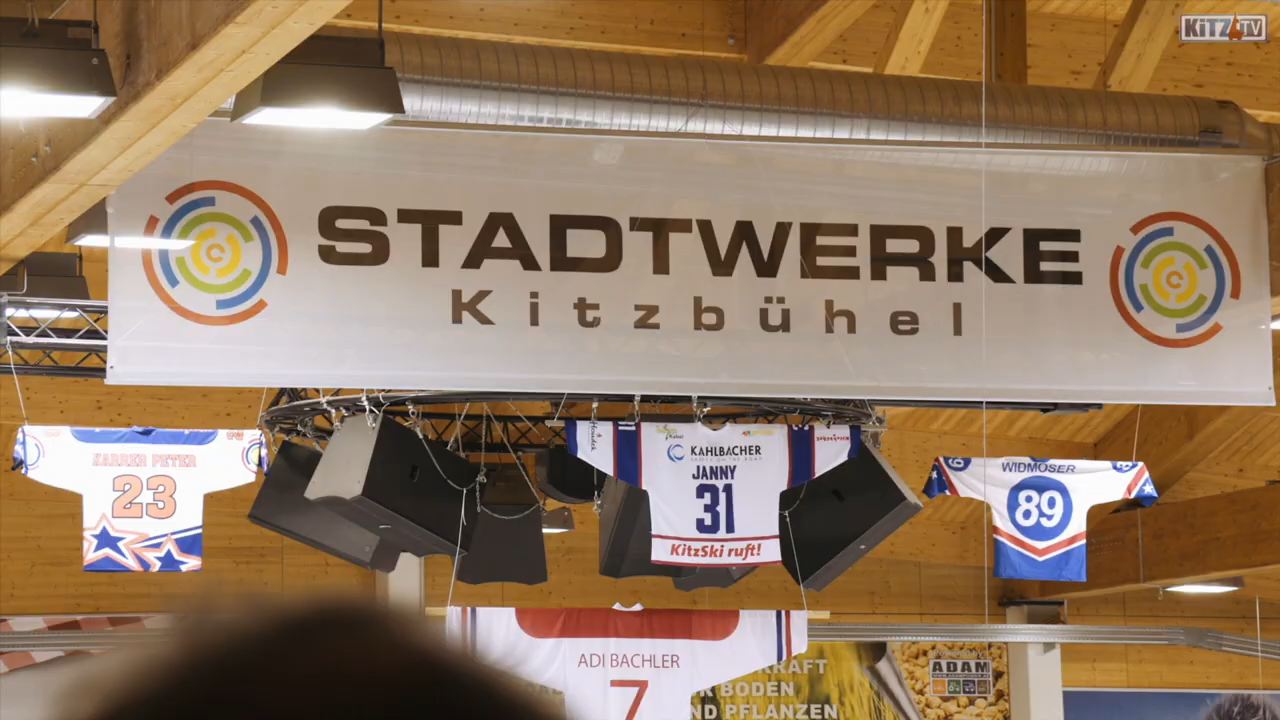 KITZ TV
STADTWERKE
Kitzbühel
KARRER PETER
23
KAHLBACHER
JANNY
31
KitzSki ruft!
WIDMOSER
89
ADI BACHLER
7
KRAFT
BODEN
ND PFLANZEN
ADAM